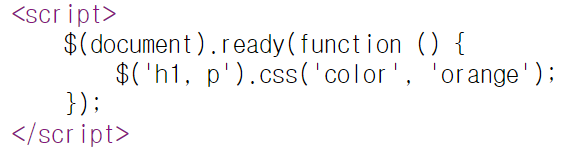 <script>
    $(document).ready(function () {
        $('h1, p').css('color', 'orange');
    });
</script>